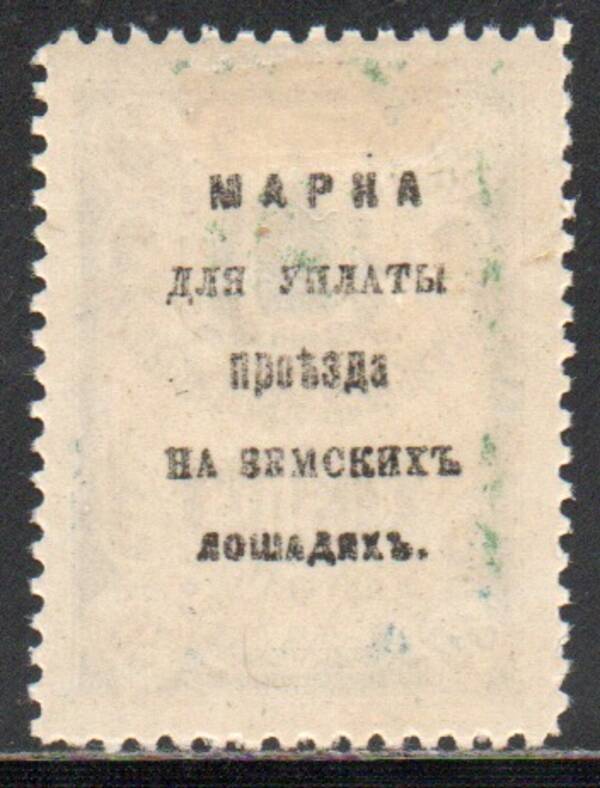 МАРКА
ДЛЯ УПЛАТЫ
проѣзда
НА ЗЕМСКИХЪ
лошадяхъ.